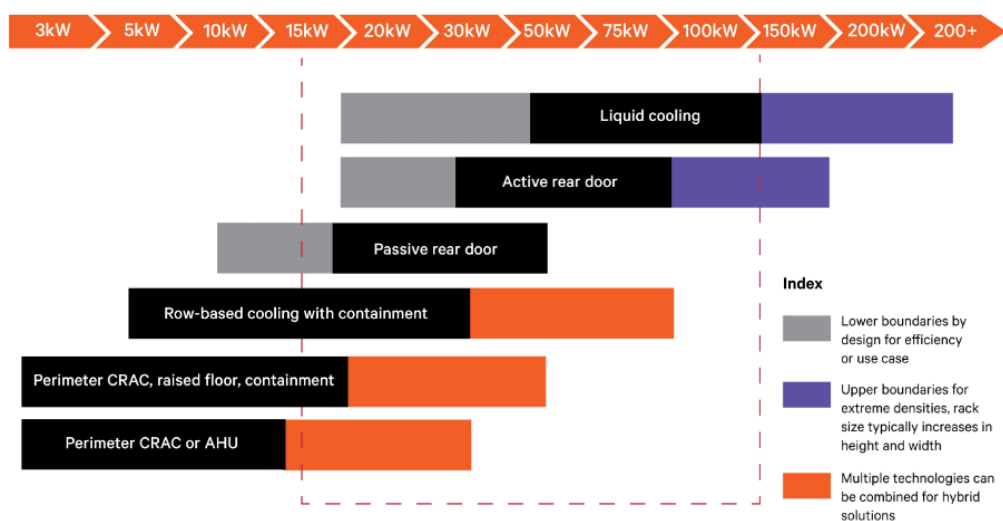 3kW 5kW 10kW 15kW 20kW 30kW 50kW 75kW 100kW 150kW 200kW 200+
Liquid cooling
Active rear door
Passive rear door
Row-based cooling with containment
Perimeter CRAC, raised floor, containment
Perimeter CRAC or AHU
Index
Lower boundaries by
design for efficiency
or use case
Upper boundaries for
extreme densities, rack
size typically increases in
height and width
Multiple technologies can
be combined for hybrid
solutions